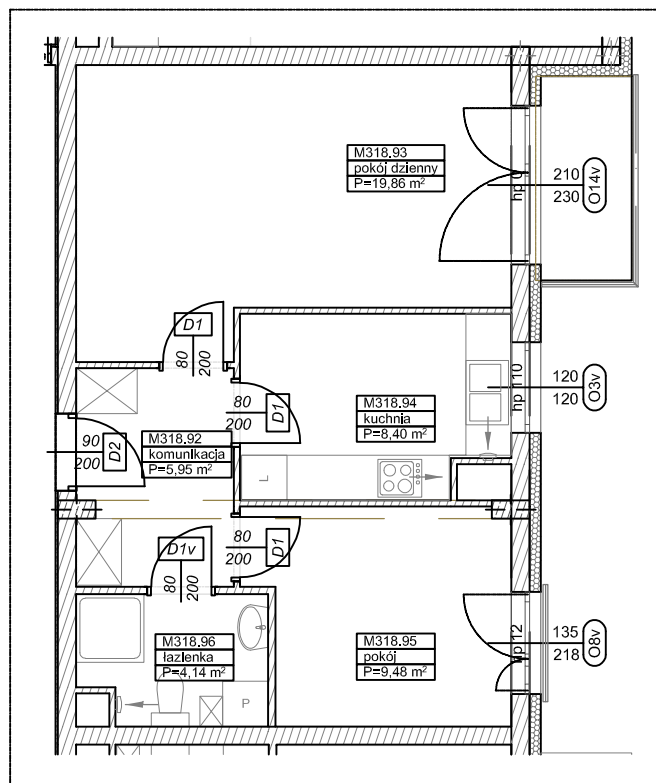 M318.93
pokój dzienny
P=19,86 m²
210
230
O14v
D1
80
200
hp 110
120
120
O3v
80
200
D1
M318.94
kuchnia
P=8,40 m²
90
200
D2
M318.92
komunikacja
P=5,95 m²
L
80
200
D1
D1v
80
200
M318.96
łazienka
P=4,14 m²
P
M318.95
pokój
P=9,48 m²
hp 12
135
218
O8v